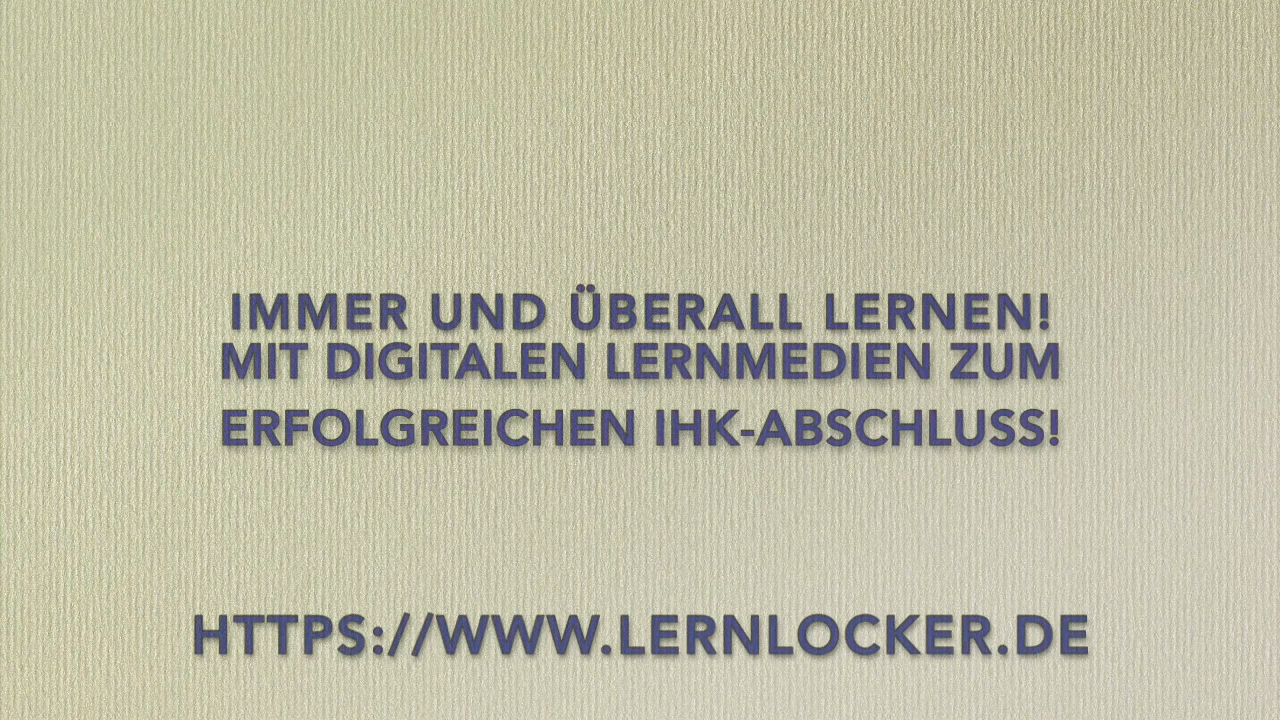 IMMER UND ÜBERALL LERNEN!
MIT DIGITALEN LERNMEDIEN ZUM
ERFOLGREICHEN IHK-ABSCHLUSS!
HTTPS://WWW.LERNLOCKER.DE